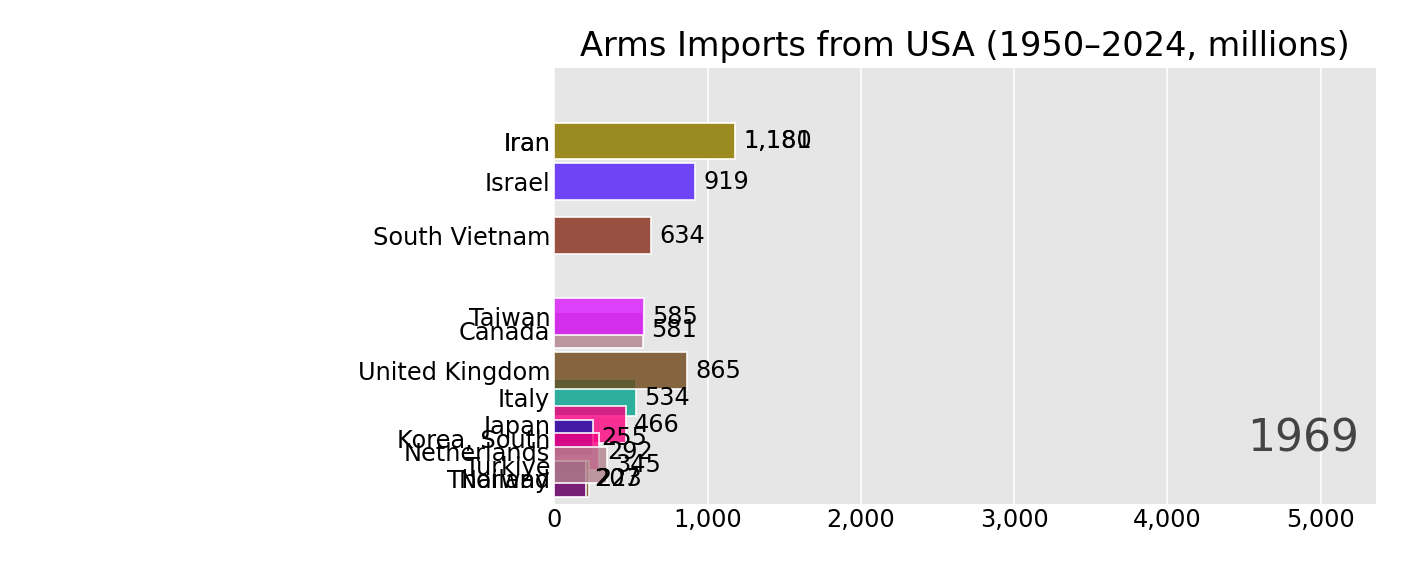 Arms Imports from USA (1950–2024, millions)
Iran
Israel 919
South Vietnam 634
Taiwan 585
Canada 581
United Kingdom 865
Italy 534
Japan 466
Korea, South 255
Netherlands 292
Türkiye 345
Thailand
Norway
1969
0 1,000 2,000 3,000 4,000 5,000